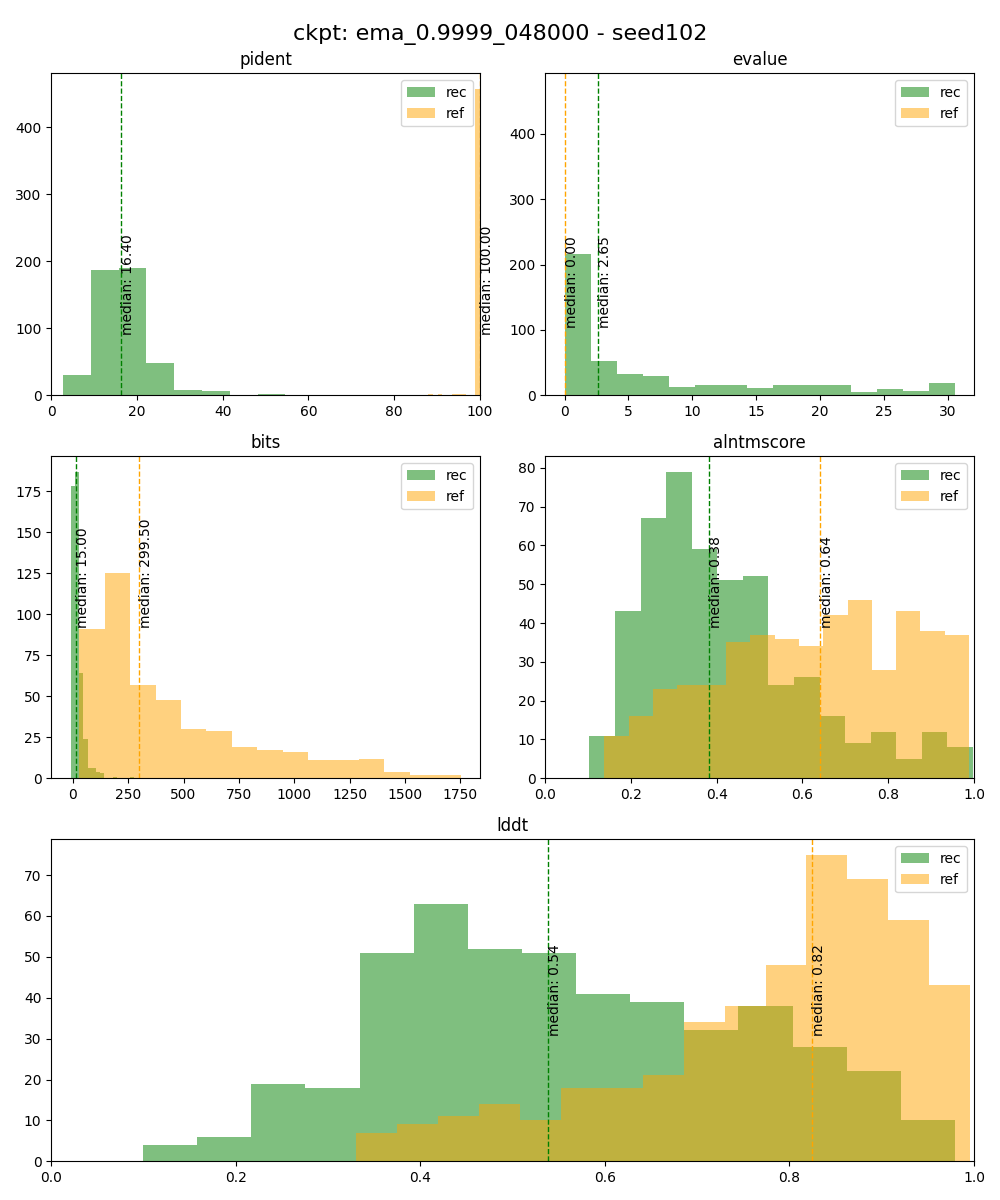 ckpt: ema_0.9999_048000 - seed102
pident
rec
ref
median: 16.40
median: 100.00
400
300
200
100
0
0 20 40 60 80 100
evalue
rec
ref
median: 0.00
median: 2.65
400
300
200
100
0
0 5 10 15 20 25 30
bits
rec
ref
median: 15.00
median: 299.50
175
150
125
100
75
50
25
0
0 250 500 750 1000 1250 1500 1750
alntmscore
rec
ref
median: 0.38
median: 0.64
80
70
60
50
40
30
20
10
0
0.0 0.2 0.4 0.6 0.8 1.0
lddt
rec
ref
median: 0.54
median: 0.82
70
60
50
40
30
20
10
0
0.0 0.2 0.4 0.6 0.8 1.0